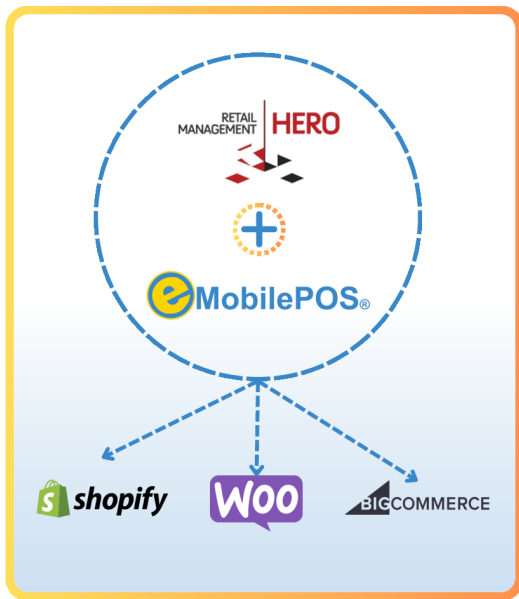 RETAIL
MANAGEMENT HERO
+
eMobilePOS®
shopify
WOO
BIGCOMMERCE